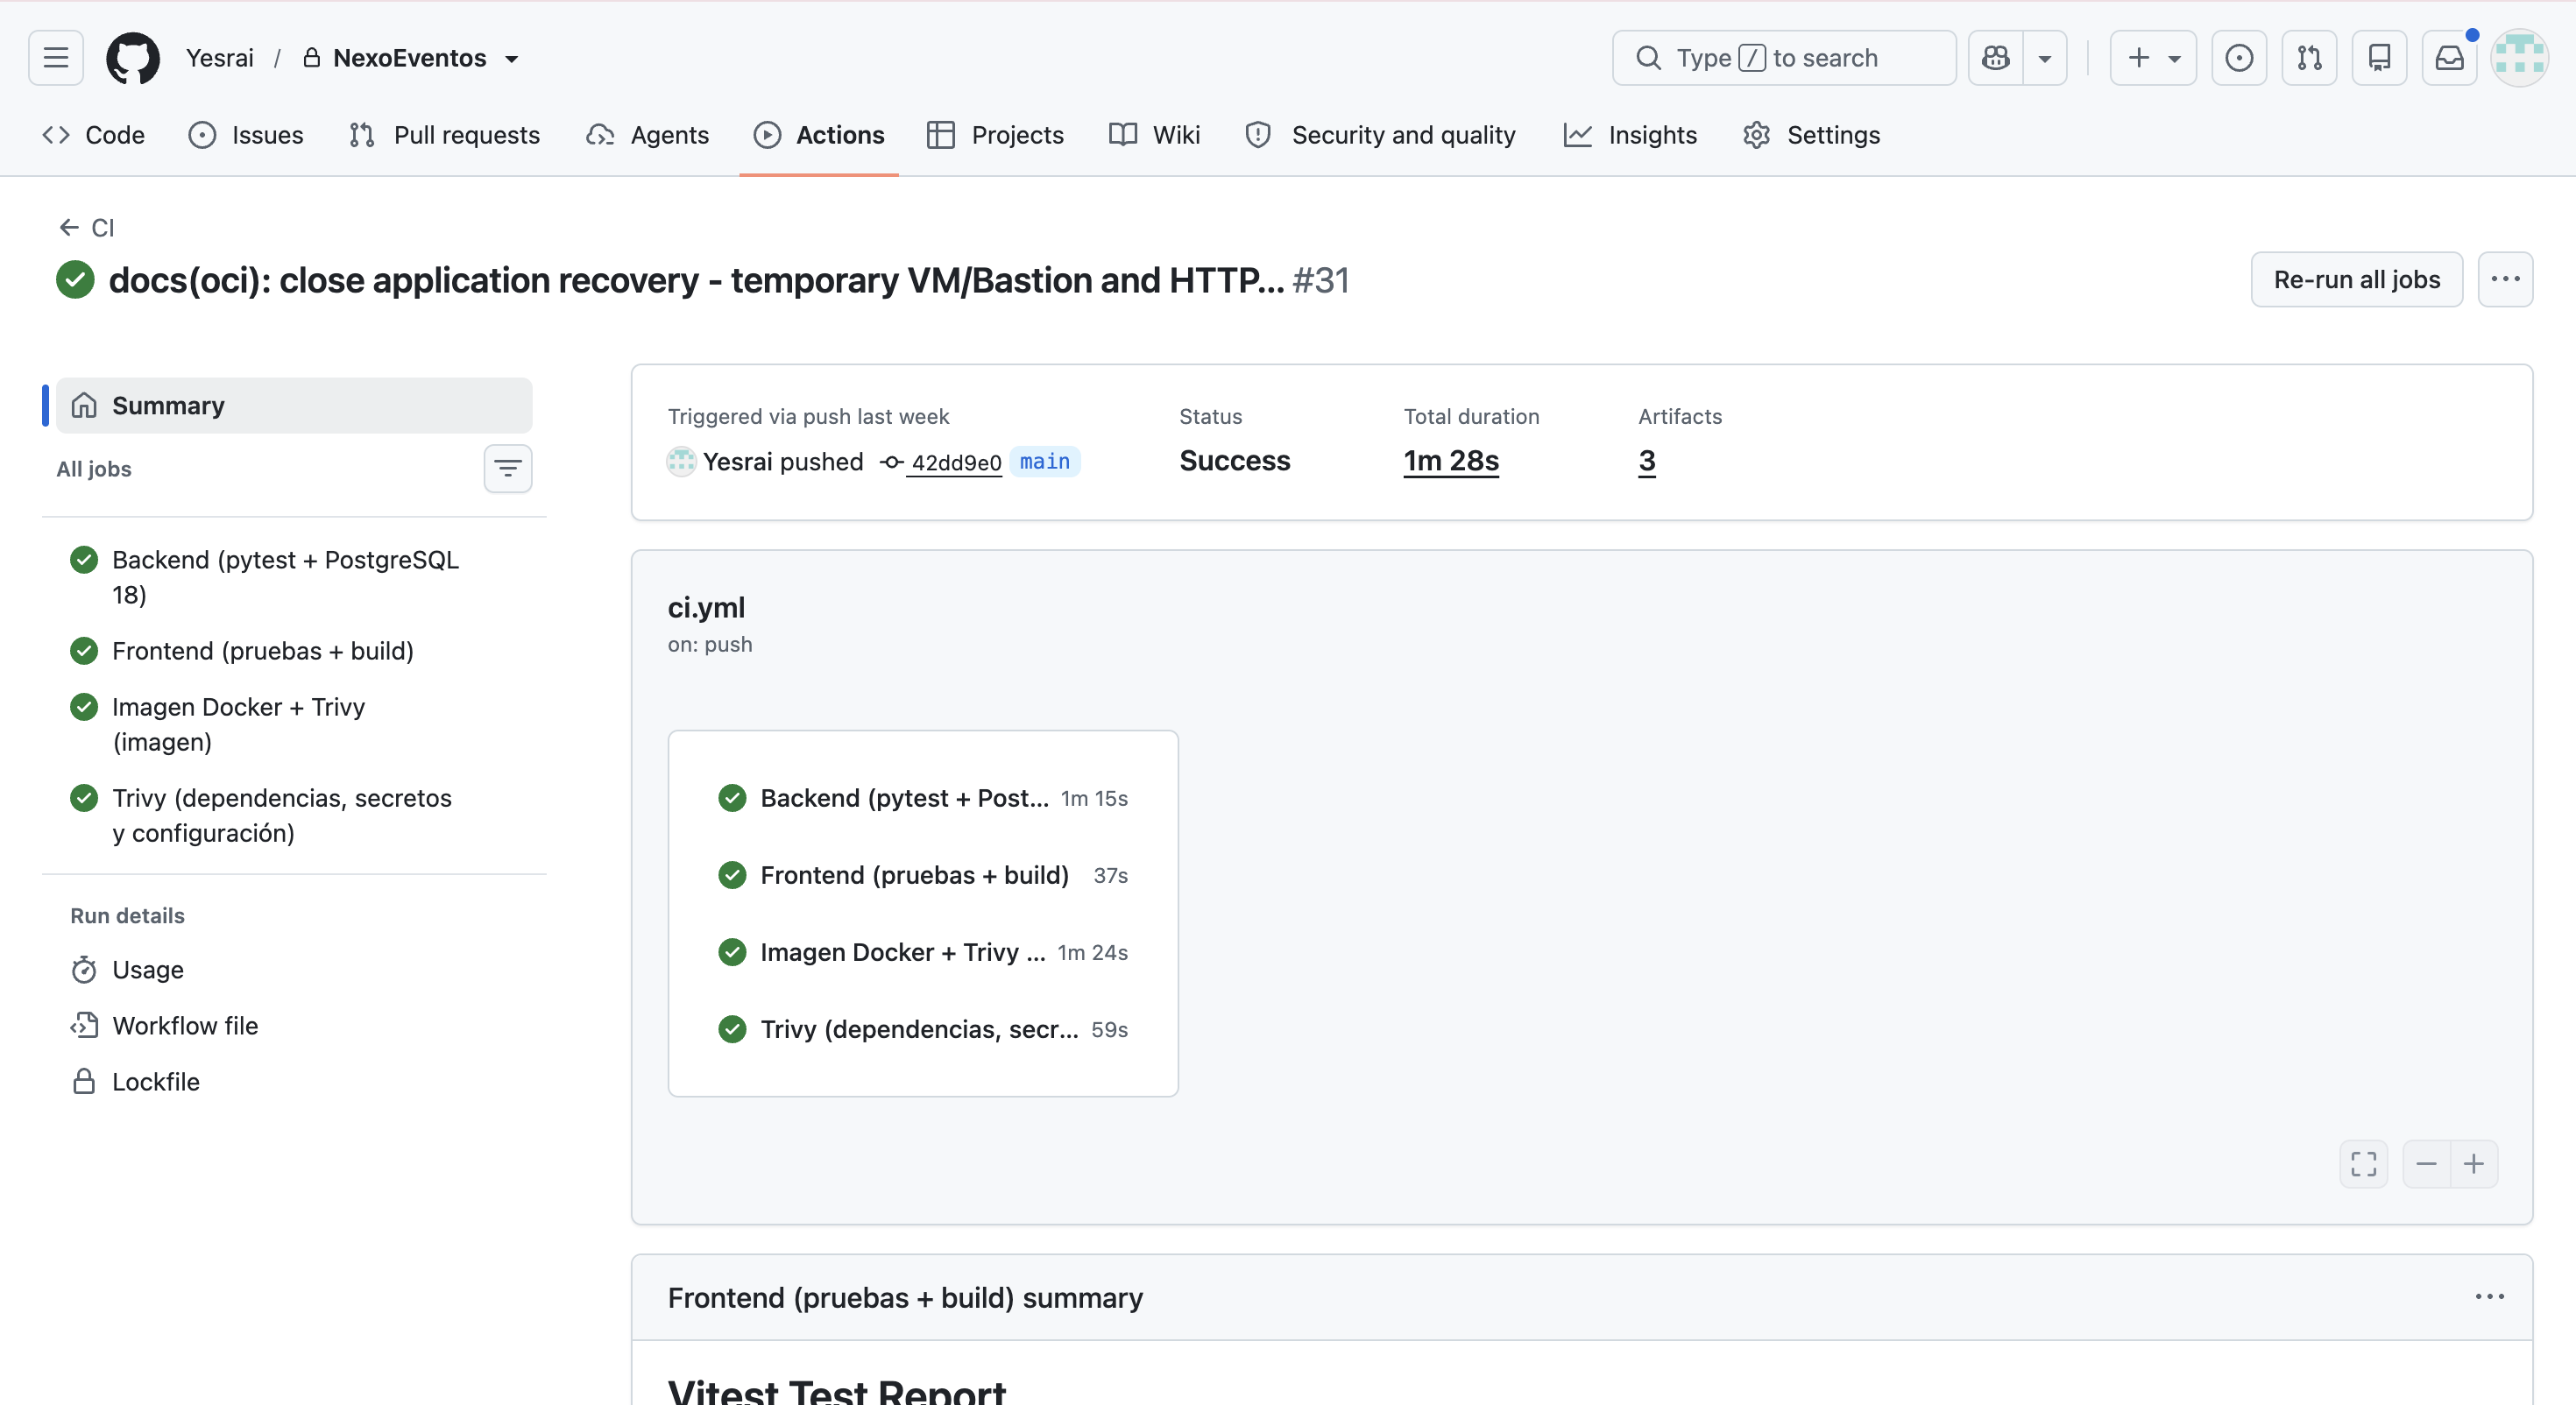 Yesrai / NexoEventos
Type / to search
Code Issues Pull requests Agents Actions Projects Wiki Security and quality Insights Settings
CI
docs(oci): close application recovery - temporary VM/Bastion and HTTP... #31
Re-run all jobs
Summary
All jobs
Backend (pytest + PostgreSQL
18)
Frontend (pruebas + build)
Imagen Docker + Trivy
(imagen)
Trivy (dependencias, secretos
y configuración)
Run details
Usage
Workflow file
Lockfile
Triggered via push last week
Yesrai pushed 42dd9e0 main
Status
Success
Total duration
1m 28s
Artifacts
3
ci.yml
on: push
Backend (pytest + Post... 1m 15s
Frontend (pruebas + build) 37s
Imagen Docker + Trivy ... 1m 24s
Trivy (dependencias, secr... 59s
Frontend (pruebas + build) summary
Vitest Test Report